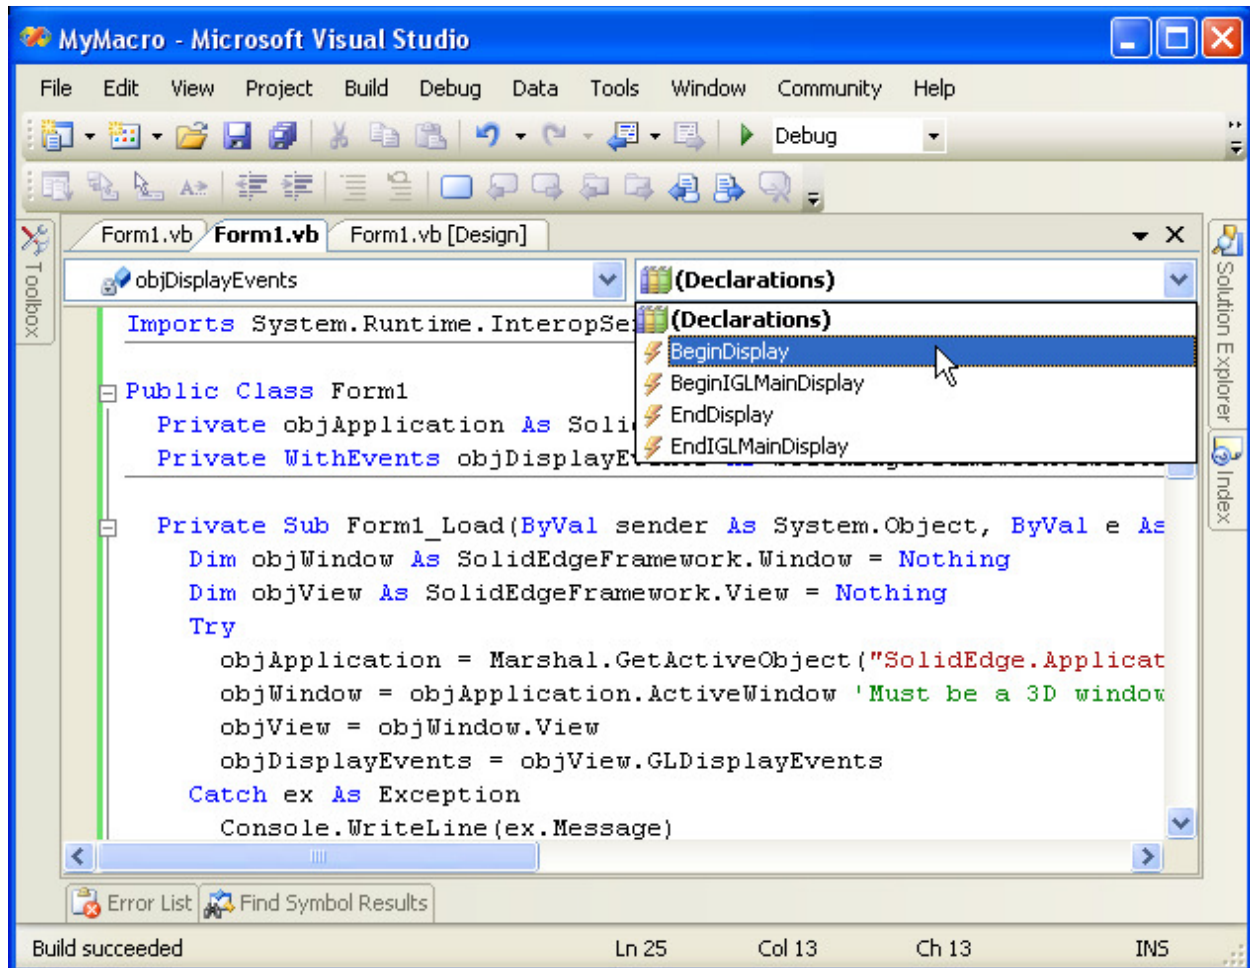 MyMacro - Microsoft Visual Studio
File Edit View Project Build Debug Data Tools Window Community Help
Debug
Form1.vb Form1.vb Form1.vb [Design]
Toolbox
objDisplayEvents (Declarations)
(Declarations)
BeginDisplay
BeginIGLMainDisplay
EndDisplay
EndIGLMainDisplay
Imports System.Runtime.InteropSe
Public Class Form1
Private objApplication As Soli
Private WithEvents objDisplayE
Private Sub Form1_Load(ByVal sender As System.Object, ByVal e As
Dim objWindow As SolidEdgeFramework.Window = Nothing
Dim objView As SolidEdgeFramework.View = Nothing
Try
objApplication = Marshal.GetActiveObject("SolidEdge.Applicat
objWindow = objApplication.ActiveWindow 'Must be a 3D window
objView = objWindow.View
objDisplayEvents = objView.GLDisplayEvents
Catch ex As Exception
Console.WriteLine(ex.Message)
Solution Explorer
Index
Error List Find Symbol Results
Build succeeded Ln 25 Col 13 Ch 13 INS